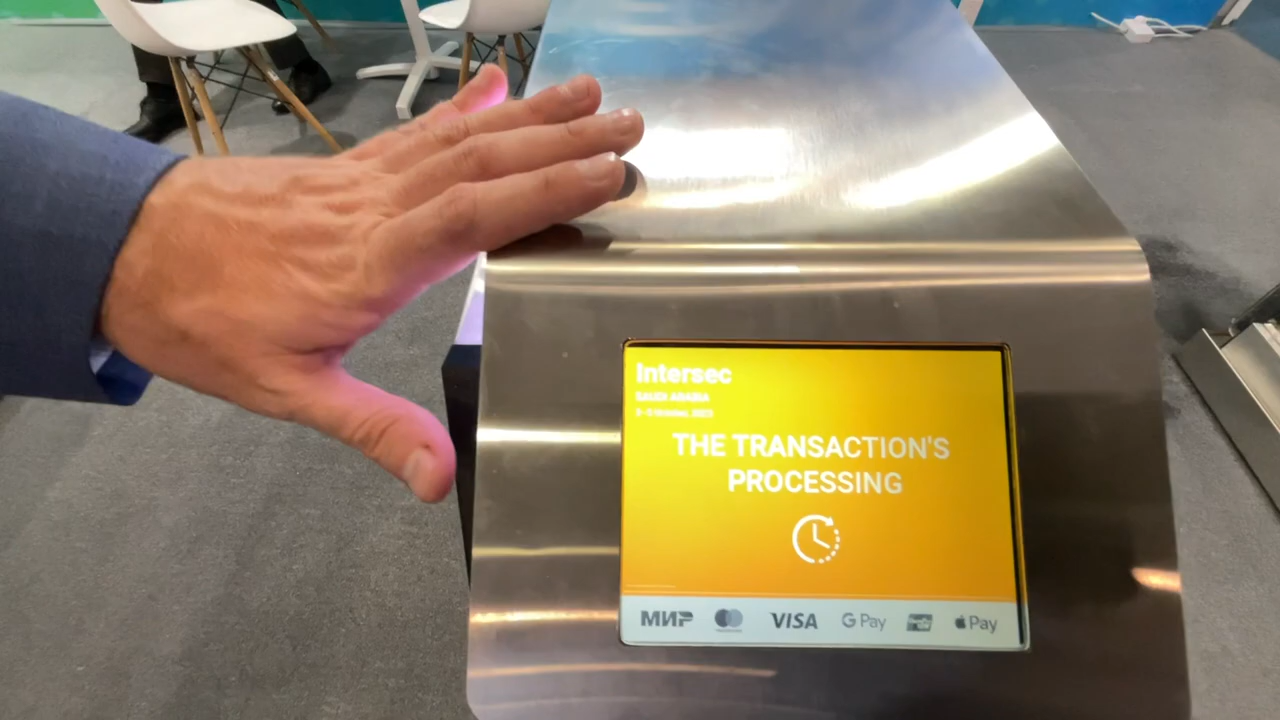 Intersec
SAUDI ARABIA
THE TRANSACTION'S
PROCESSING
МИР VISA G Pay Pay